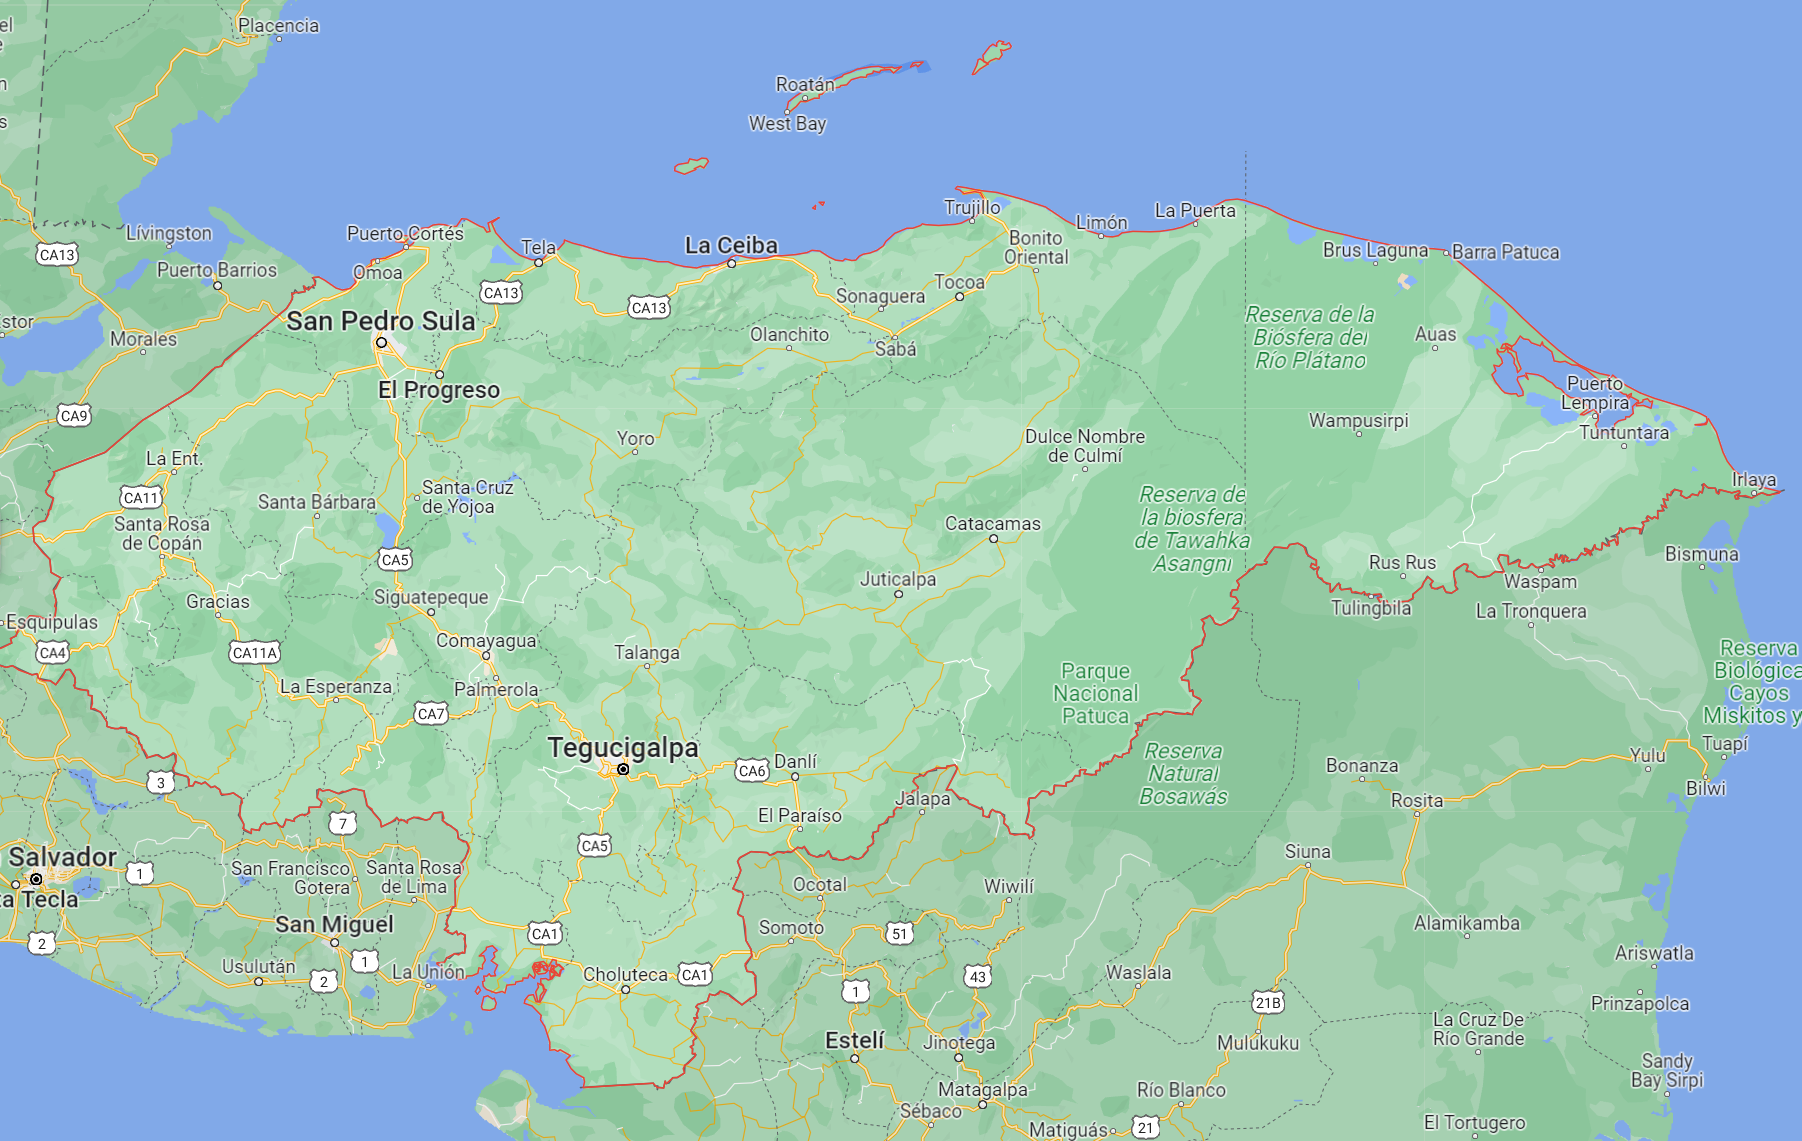 Placencia
Roatán
West Bay
Trujillo
Limón
La Puerta
Lívingston
Puerto Cortés
Tela
La Ceiba
Bonito
Oriental
Brus Laguna
Barra Patuca
CA13
Puerto Barrios
Omoa
CA13
CA13
Sonaguera
Tocoa
San Pedro Sula
stor
Morales
Olanchito
Sabá
Reserva de la
Biósfera del
Río Plátano
Auas
El Progreso
Puerto
Lempira
CA9
Wampusirpi
Tuntuntara
Yoro
Dulce Nombre
de Culmí
La Ent.
CA11
Santa Bárbara
Santa Cruz
de Yojoa
Irlaya
Santa Rosa
de Copán
Catacamas
Reserva de
la biosfera
de Tawahka
Asangni
CA5
Rus Rus
Bismuna
Juticalpa
Waspam
Gracias
Siguatepeque
Tulingbila
La Tronquera
Esquipulas
CA4
CA11A
Comayagua
Talanga
Reserva
Biológica
Cayos
Miskitos y
La Esperanza
Palmerola
Parque
Nacional
Patuca
CA7
Tegucigalpa
Tuapí
Danlí
CA6
Reserva
Natural
Bosawás
Bonanza
Yulu
Bilwi
3
Jalapa
Rosita
7
El Paraíso
CA5
Salvador
1
San Francisco
Gotera
Santa Rosa
de Lima
Siuna
ta Tecla
Ocotal
Wiwilí
San Miguel
Somoto
51
Alamikamba
2
CA1
1
Usulután
2
La Unión
Choluteca
CA1
43
Waslala
Ariswatla
1
21B
Prinzapolca
Estelí
Jinotega
Mulukuku
La Cruz De
Río Grande
Sandy
Bay Sirpi
Matagalpa
Río Blanco
Sébaco
Matiguás
21
El Tortugero